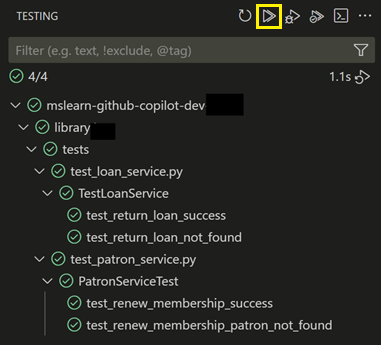 TESTING
Filter (e.g. text, !exclude, @tag)
4/4 1.1s
mslearn-github-copilot-dev
library
tests
test_loan_service.py
TestLoanService
test_return_loan_success
test_return_loan_not_found
test_patron_service.py
PatronServiceTest
test_renew_membership_success
test_renew_membership_patron_not_found